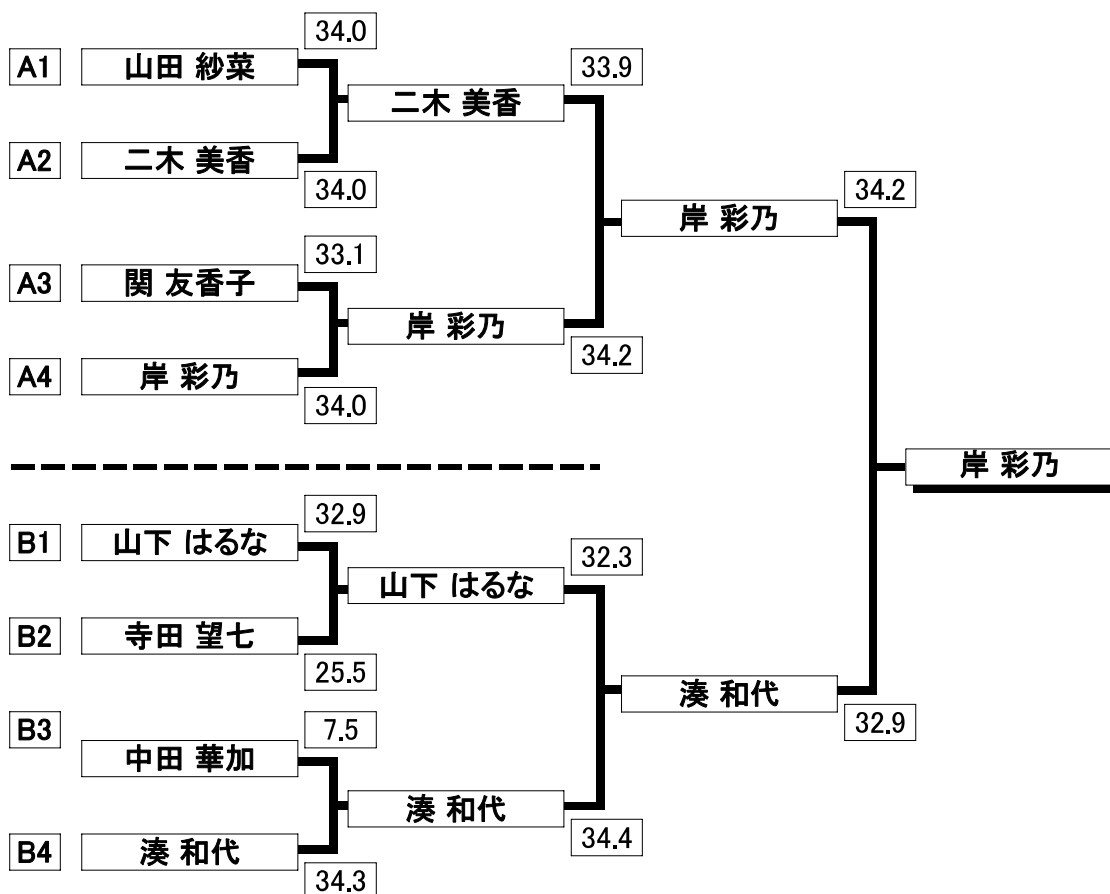 34.0
A1 山田 紗菜
二木 美香 33.9
A2 二木 美香
34.0
岸 彩乃 34.2
33.1
A3 関 友香子
岸 彩乃
34.2
A4 岸 彩乃
34.0
岸 彩乃
32.9
B1 山下 はるな
山下 はるな 32.3
B2 寺田 望七
25.5
湊 和代
32.9
7.5
B3 中田 華加
湊 和代
34.4
B4 湊 和代
34.3